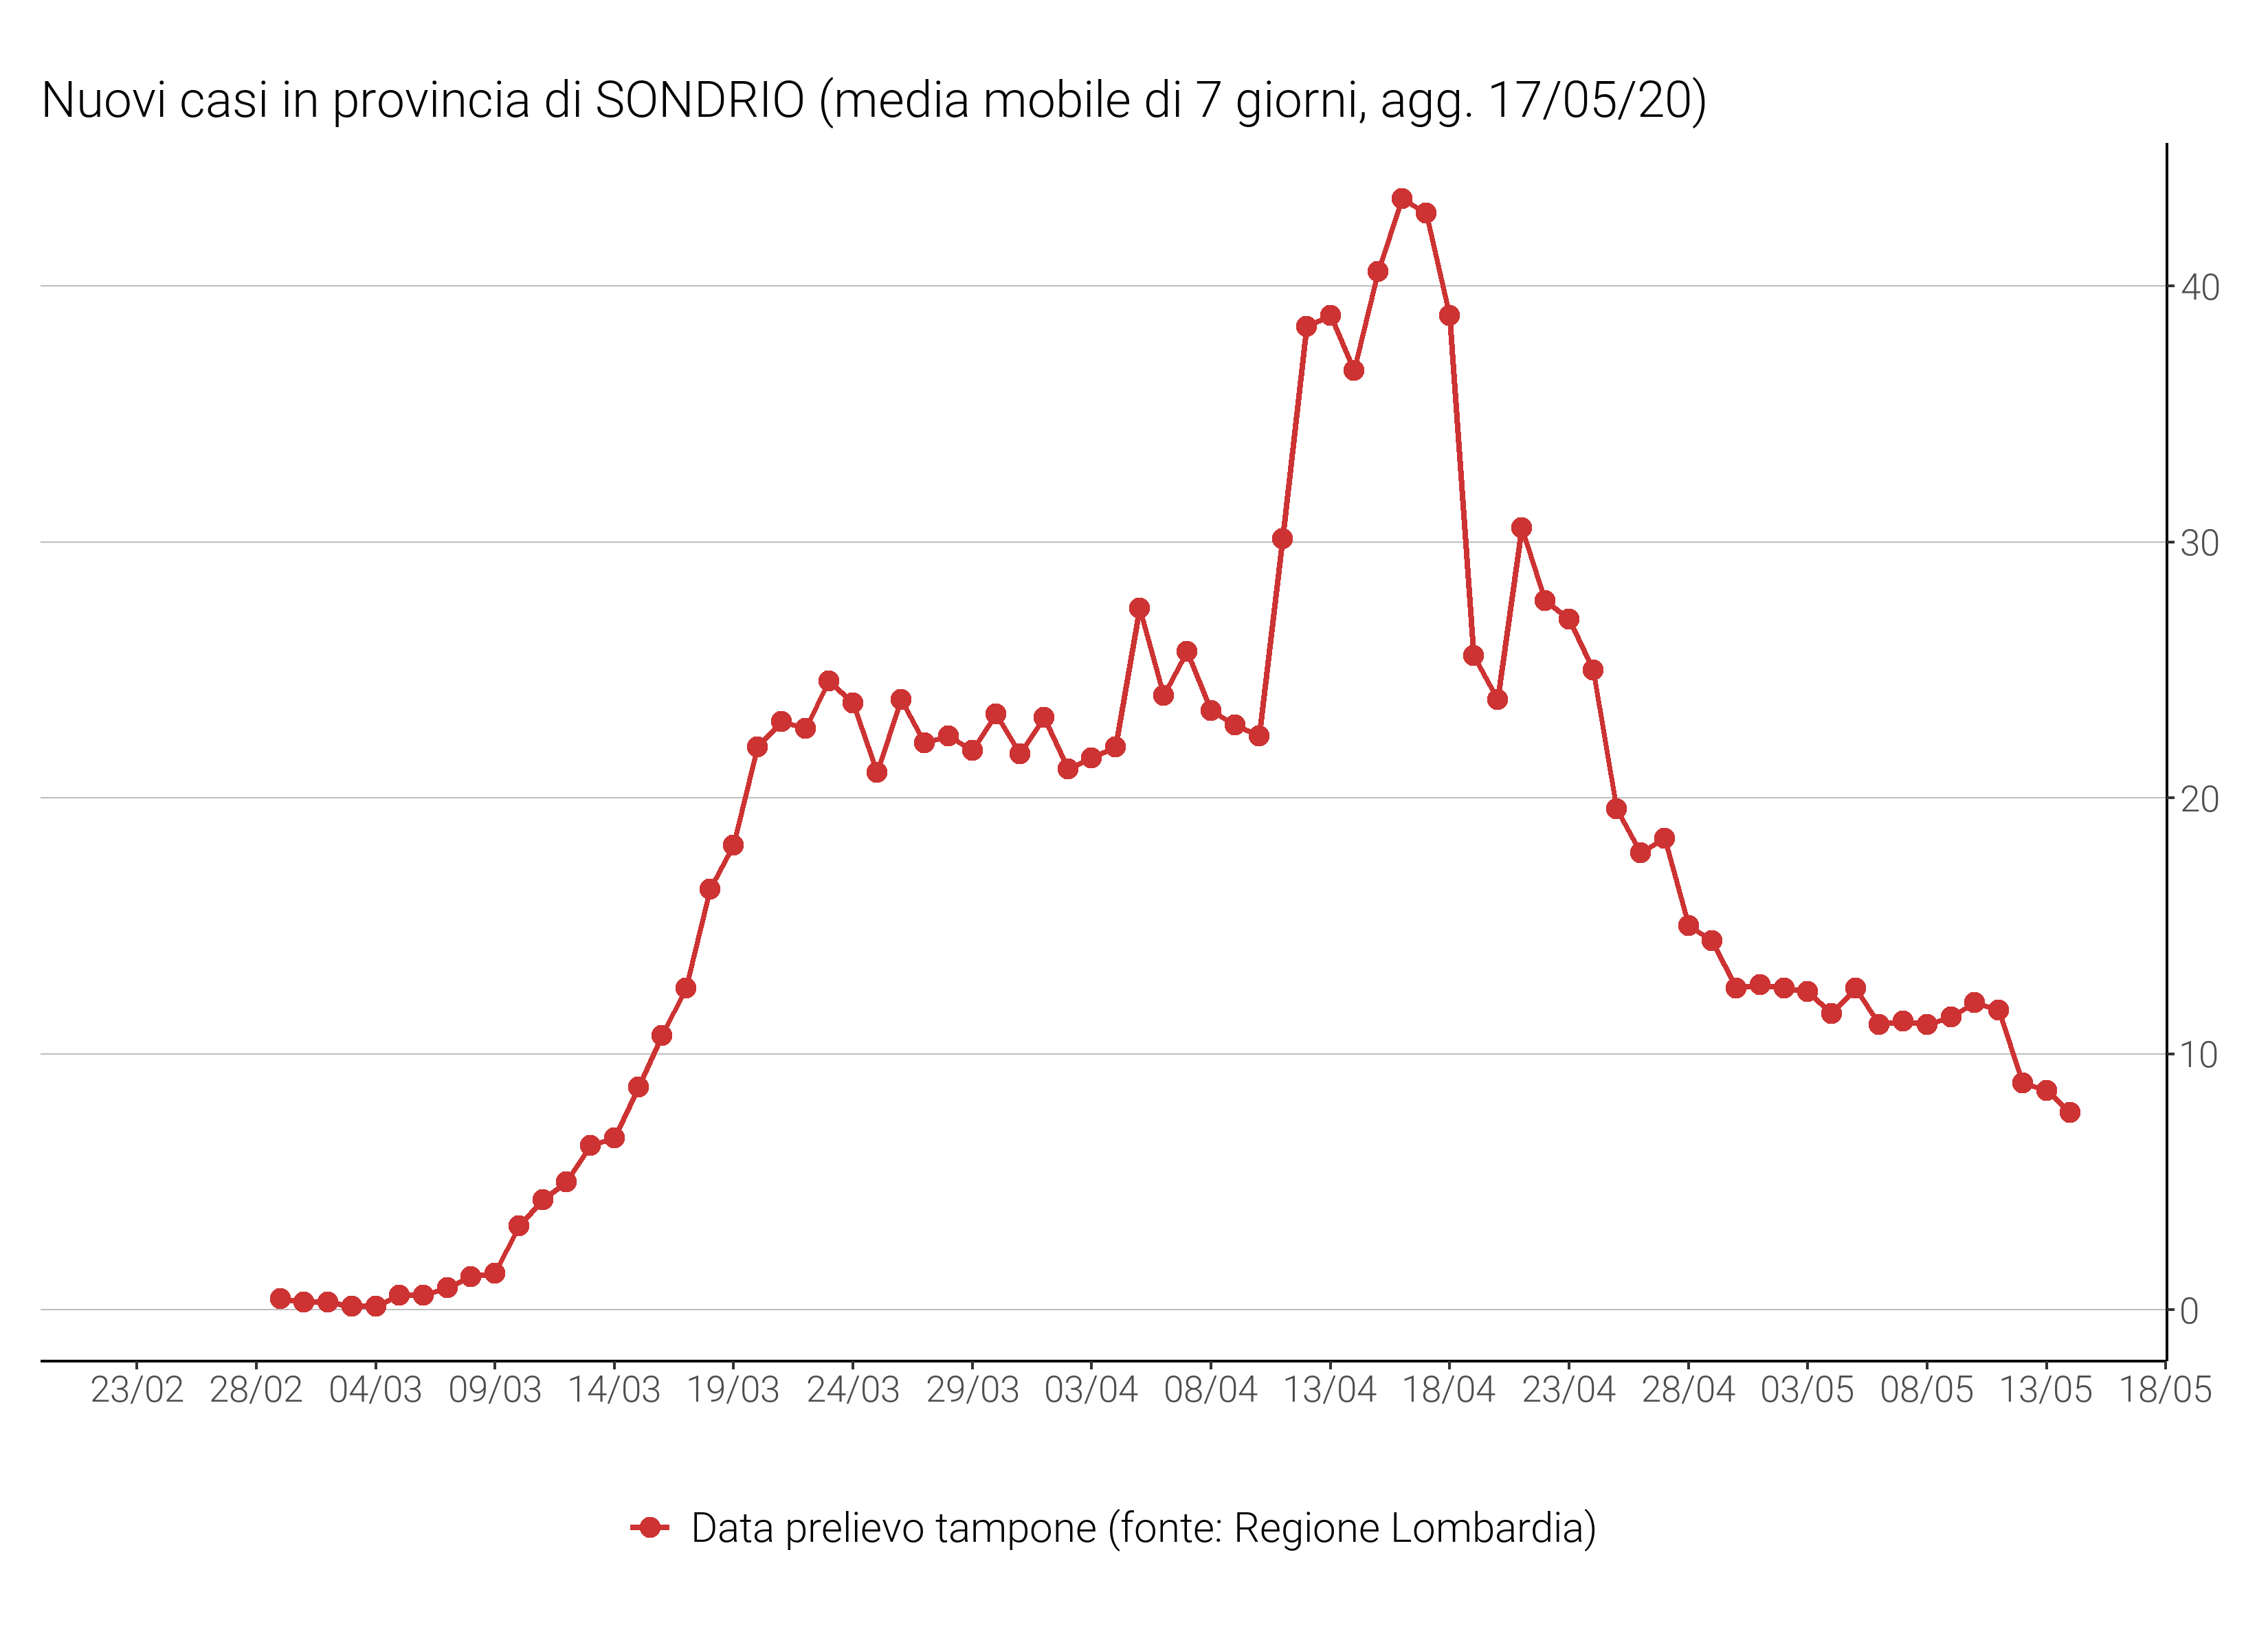 Nuovi casi in provincia di SONDRIO (media mobile di 7 giorni, agg. 17/05/20)
40
30
20
10
0
23/02 28/02 04/03 09/03 14/03 19/03 24/03 29/03 03/04 08/04 13/04 18/04 23/04 28/04 03/05 08/05 13/05 18/05
Data prelievo tampone (fonte: Regione Lombardia)